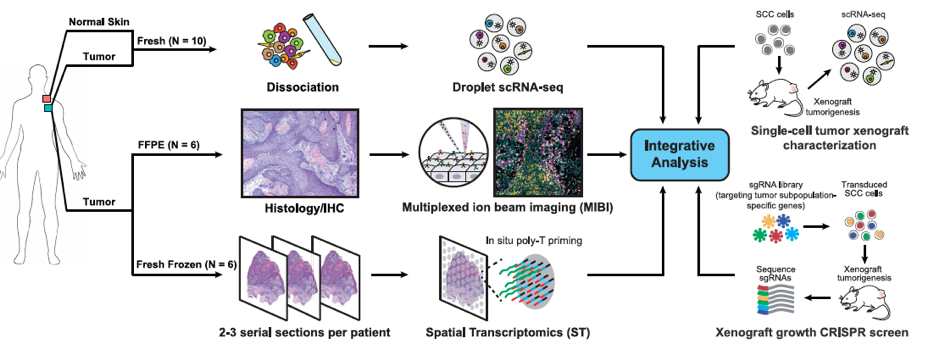 Normal Skin
Fresh (N = 10)
Tumor
Dissociation
Droplet scRNA-seq
FFPE (N = 6)
Histology/IHC
Multiplexed ion beam imaging (MIBI)
Tumor
Fresh Frozen (N = 6)
In situ poly-T priming
2-3 serial sections per patient
Spatial Transcriptomics (ST)
Integrative
Analysis
SCC cells
scRNA-seq
Xenograft
tumorigenesis
Single-cell tumor xenograft
characterization
sgRNA library
(targeting tumor subpopulation-
specific genes)
Transduced
SCC cells
Sequence
sgRNAs
Xenograft
tumorigenesis
Xenograft growth CRISPR screen